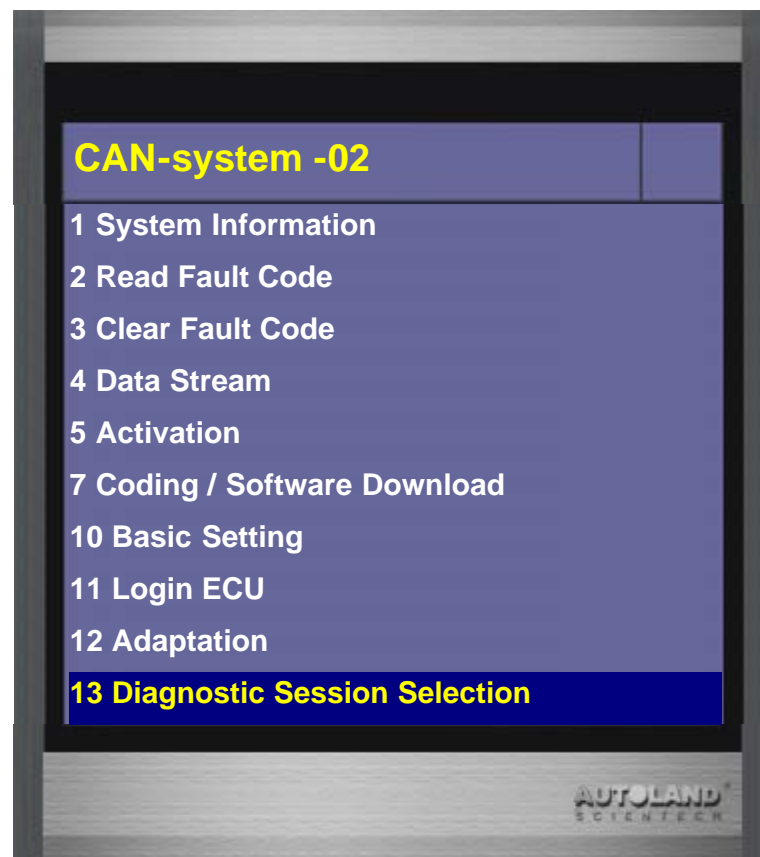 CAN-system -02
1 System Information
2 Read Fault Code
3 Clear Fault Code
4 Data Stream
5 Activation
7 Coding / Software Download
10 Basic Setting
11 Login ECU
12 Adaptation
13 Diagnostic Session Selection
AUTOLAND
SCIENTECH